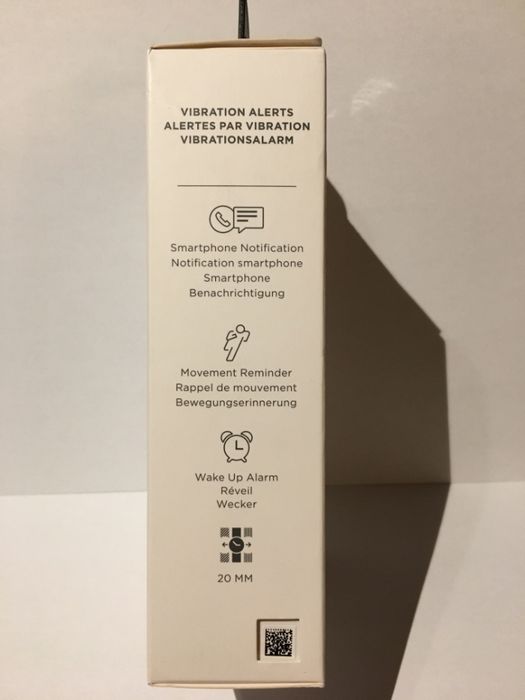 VIBRATION ALERTS
ALERTES PAR VIBRATION
VIBRATIONSALARM
Smartphone Notification
Notification smartphone
Smartphone
Benachrichtigung
Movement Reminder
Rappel de mouvement
Bewegungserinnerung
Wake Up Alarm
Réveil
Wecker
20 MM